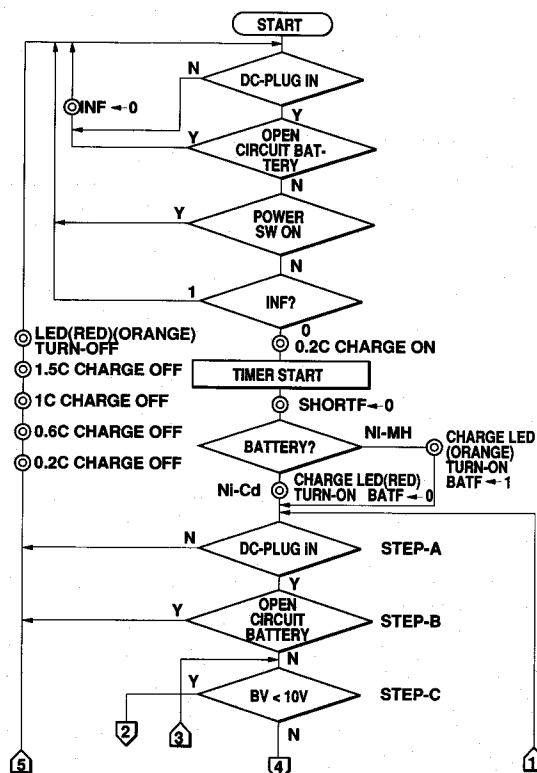 START
N
DC-PLUG IN
INF ← 0
Y
Y
OPEN
CIRCUIT BAT-
TERY
N
Y
POWER
SW ON
N
1
INF?
0
LED(RED)(ORANGE)
TURN-OFF
0.2C CHARGE ON
1.5C CHARGE OFF
TIMER START
1C CHARGE OFF
SHORTF ← 0
0.6C CHARGE OFF
BATTERY?
Ni-MH
CHARGE LED
(ORANGE)
TURN-ON
BATF ← 1
0.2C CHARGE OFF
Ni-Cd
CHARGE LED(RED)
TURN-ON BATF ← 0
N
DC-PLUG IN
STEP-A
Y
Y
OPEN
CIRCUIT
BATTERY
STEP-B
N
Y
BV < 10V
STEP-C
2
3
N
5
4
1